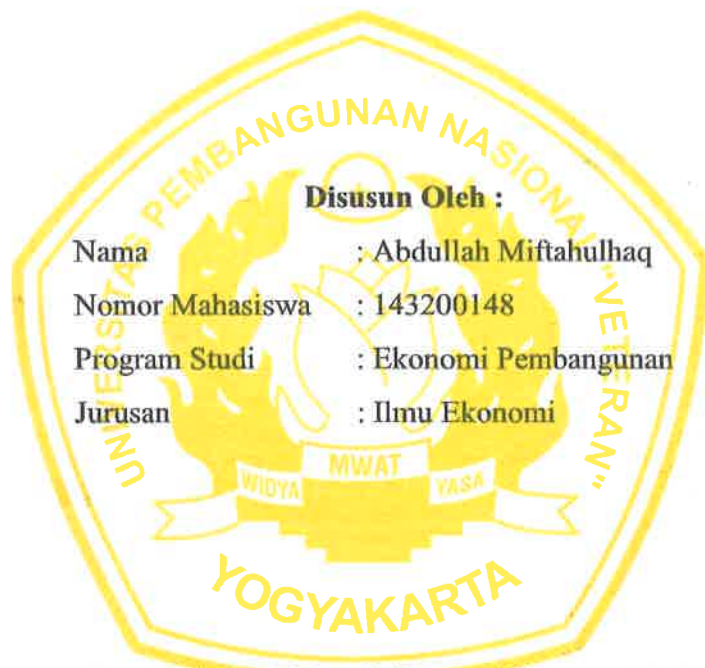 UNIVERSITAS PEMBANGUNAN NASIONAL "VETERAN"
Disusun Oleh :
Nama : Abdullah Miftahulhaq
Nomor Mahasiswa : 143200148
Program Studi : Ekonomi Pembangunan
Jurusan : Ilmu Ekonomi
WIDYA MWAT YASA
YOGYAKARTA